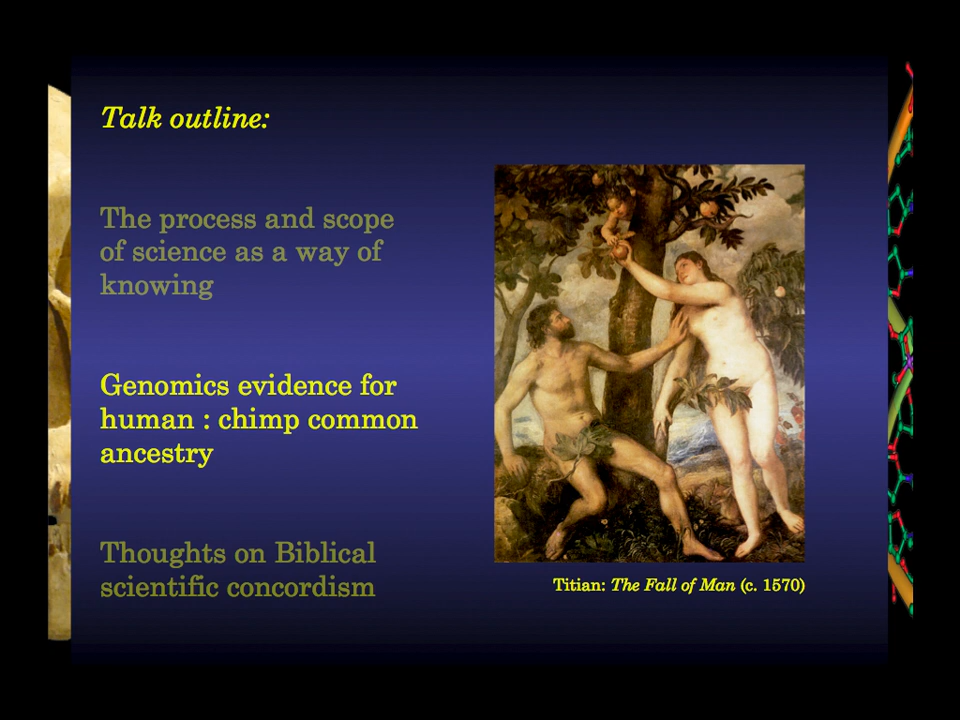 Talk outline:
The process and scope
of science as a way of
knowing
Genomics evidence for
human : chimp common
ancestry
Thoughts on Biblical
scientific concordism
Titian: The Fall of Man (c. 1570)